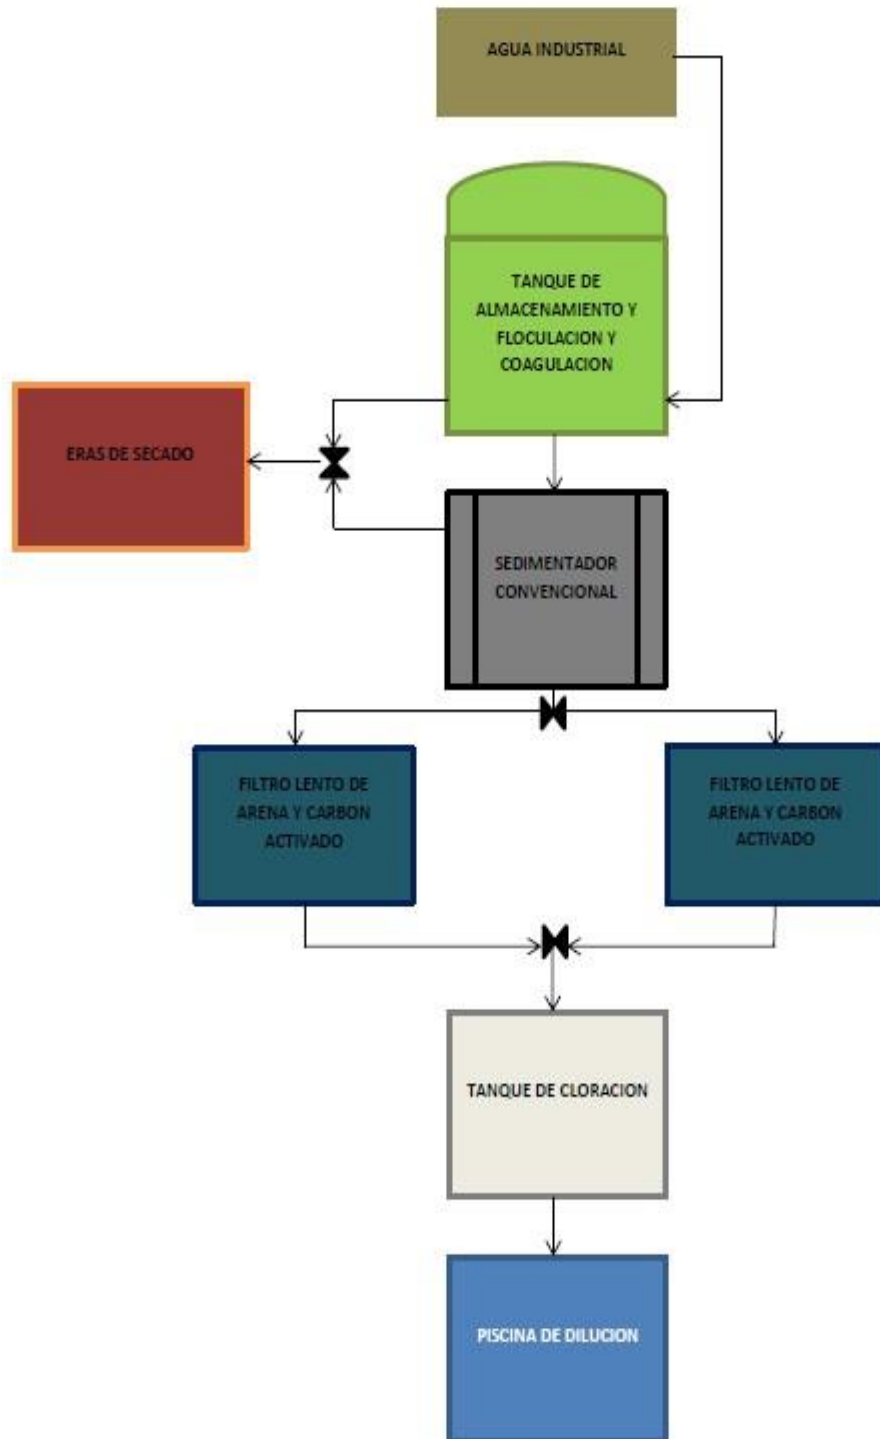 AGUA INDUSTRIAL
TANQUE DE
ALMACENAMIENTO Y
FLOCULACION Y
COAGULACION
ERAS DE SECADO
SEDIMENTADOR
CONVENCIONAL
FILTRO LENTO DE
ARENA Y CARBON
ACTIVADO
FILTRO LENTO DE
ARENA Y CARBON
ACTIVADO
TANQUE DE CLORACION
PISCINA DE DILUCION